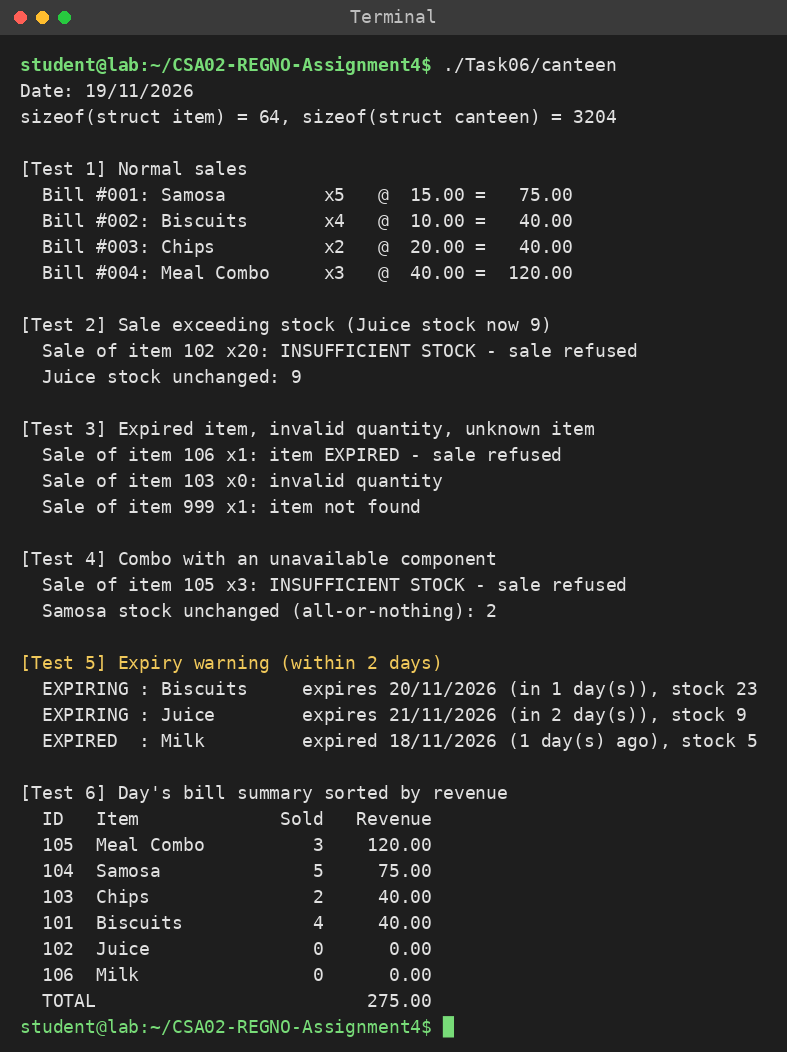 Terminal
student@lab:~/CSA02-REGNO-Assignment4$ ./Task06/canteen
Date: 19/11/2026
sizeof(struct item) = 64, sizeof(struct canteen) = 3204
[Test 1] Normal sales
  Bill #001: Samosa         x5   @  15.00 =   75.00
  Bill #002: Biscuits       x4   @  10.00 =   40.00
  Bill #003: Chips          x2   @  20.00 =   40.00
  Bill #004: Meal Combo     x3   @  40.00 =  120.00
[Test 2] Sale exceeding stock (Juice stock now 9)
  Sale of item 102 x20: INSUFFICIENT STOCK - sale refused
  Juice stock unchanged: 9
[Test 3] Expired item, invalid quantity, unknown item
  Sale of item 106 x1: item EXPIRED - sale refused
  Sale of item 103 x0: invalid quantity
  Sale of item 999 x1: item not found
[Test 4] Combo with an unavailable component
  Sale of item 105 x3: INSUFFICIENT STOCK - sale refused
  Samosa stock unchanged (all-or-nothing): 2
[Test 5] Expiry warning (within 2 days)
  EXPIRING : Biscuits     expires 20/11/2026 (in 1 day(s)), stock 23
  EXPIRING : Juice        expires 21/11/2026 (in 2 day(s)), stock 9
  EXPIRED  : Milk         expired 18/11/2026 (1 day(s) ago), stock 5
[Test 6] Day's bill summary sorted by revenue
  ID   Item             Sold   Revenue
  105  Meal Combo          3    120.00
  104  Samosa              5     75.00
  103  Chips               2     40.00
  101  Biscuits            4     40.00
  102  Juice               0      0.00
  106  Milk                0      0.00
  TOTAL                         275.00
student@lab:~/CSA02-REGNO-Assignment4$